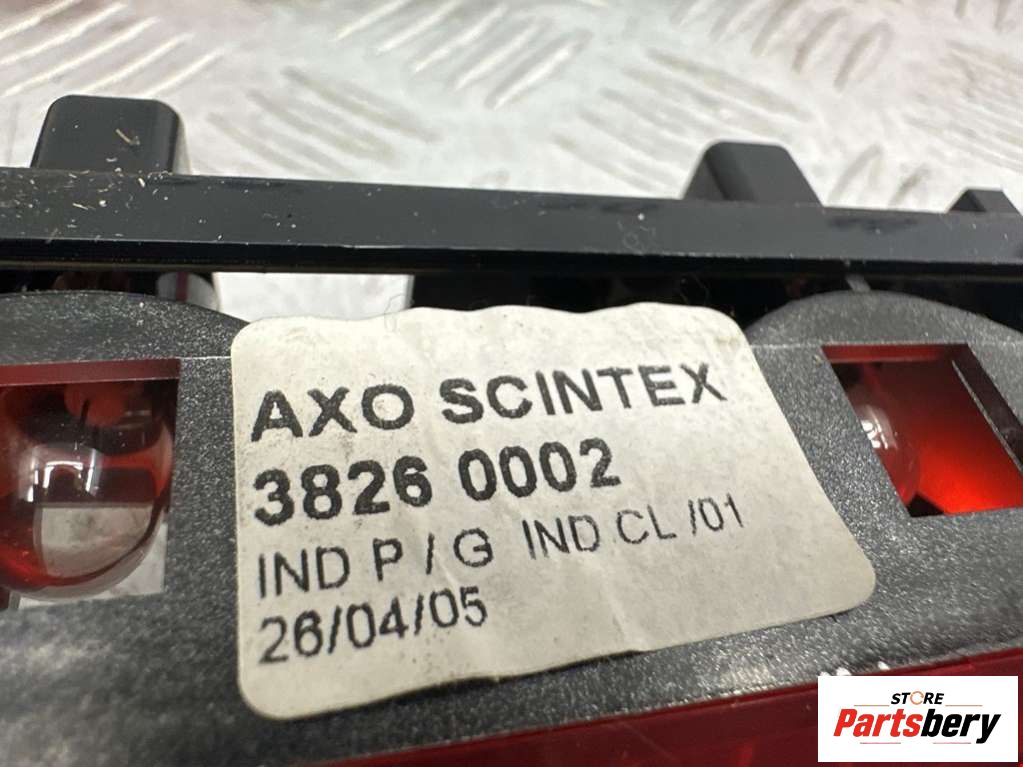 AXO SCINTEX
3826 0002
IND P / G IND CL /01
26/04/05
STORE
Partsbery